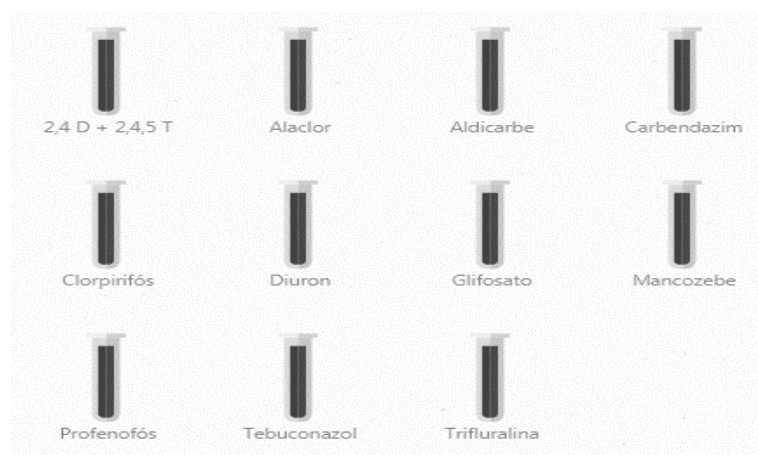 2,4 D + 2,4,5 T
Alaclor
Aldicarbe
Carbendazim
Clorpirifós
Diuron
Glifosato
Mancozebe
Profenofós
Tebuconazol
Trifluralina